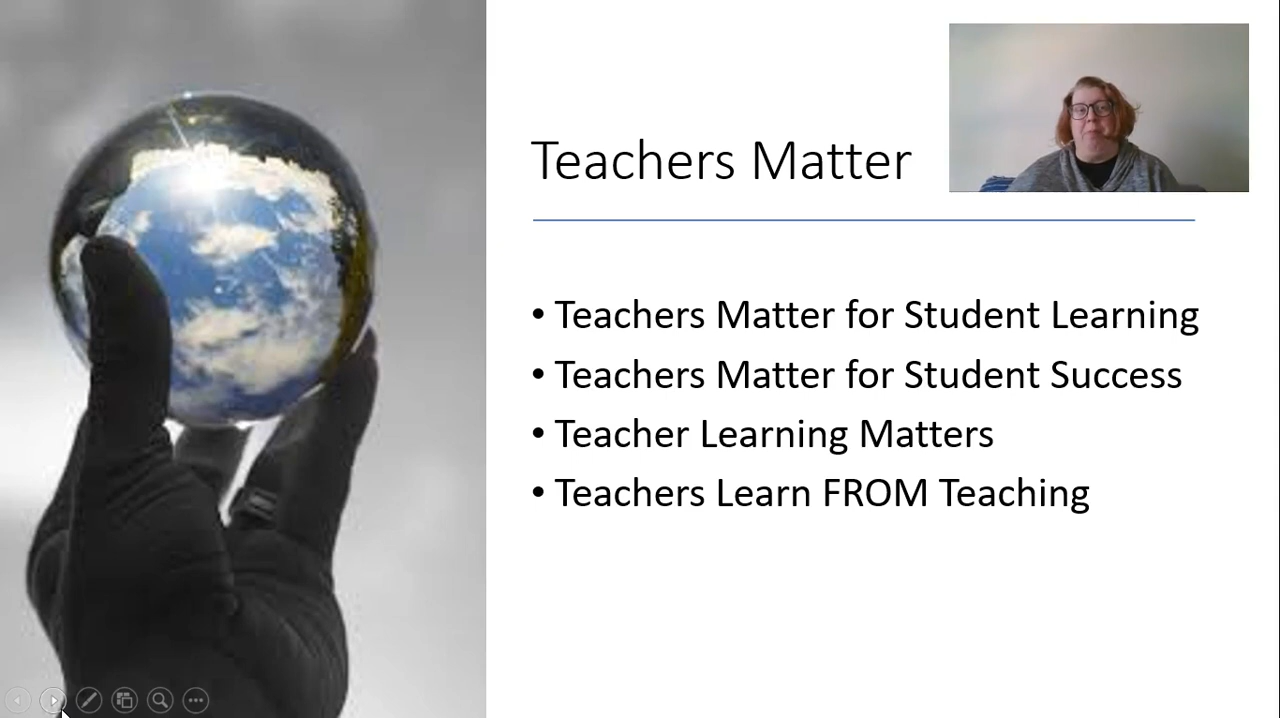 Teachers Matter
• Teachers Matter for Student Learning
• Teachers Matter for Student Success
• Teacher Learning Matters
• Teachers Learn FROM Teaching